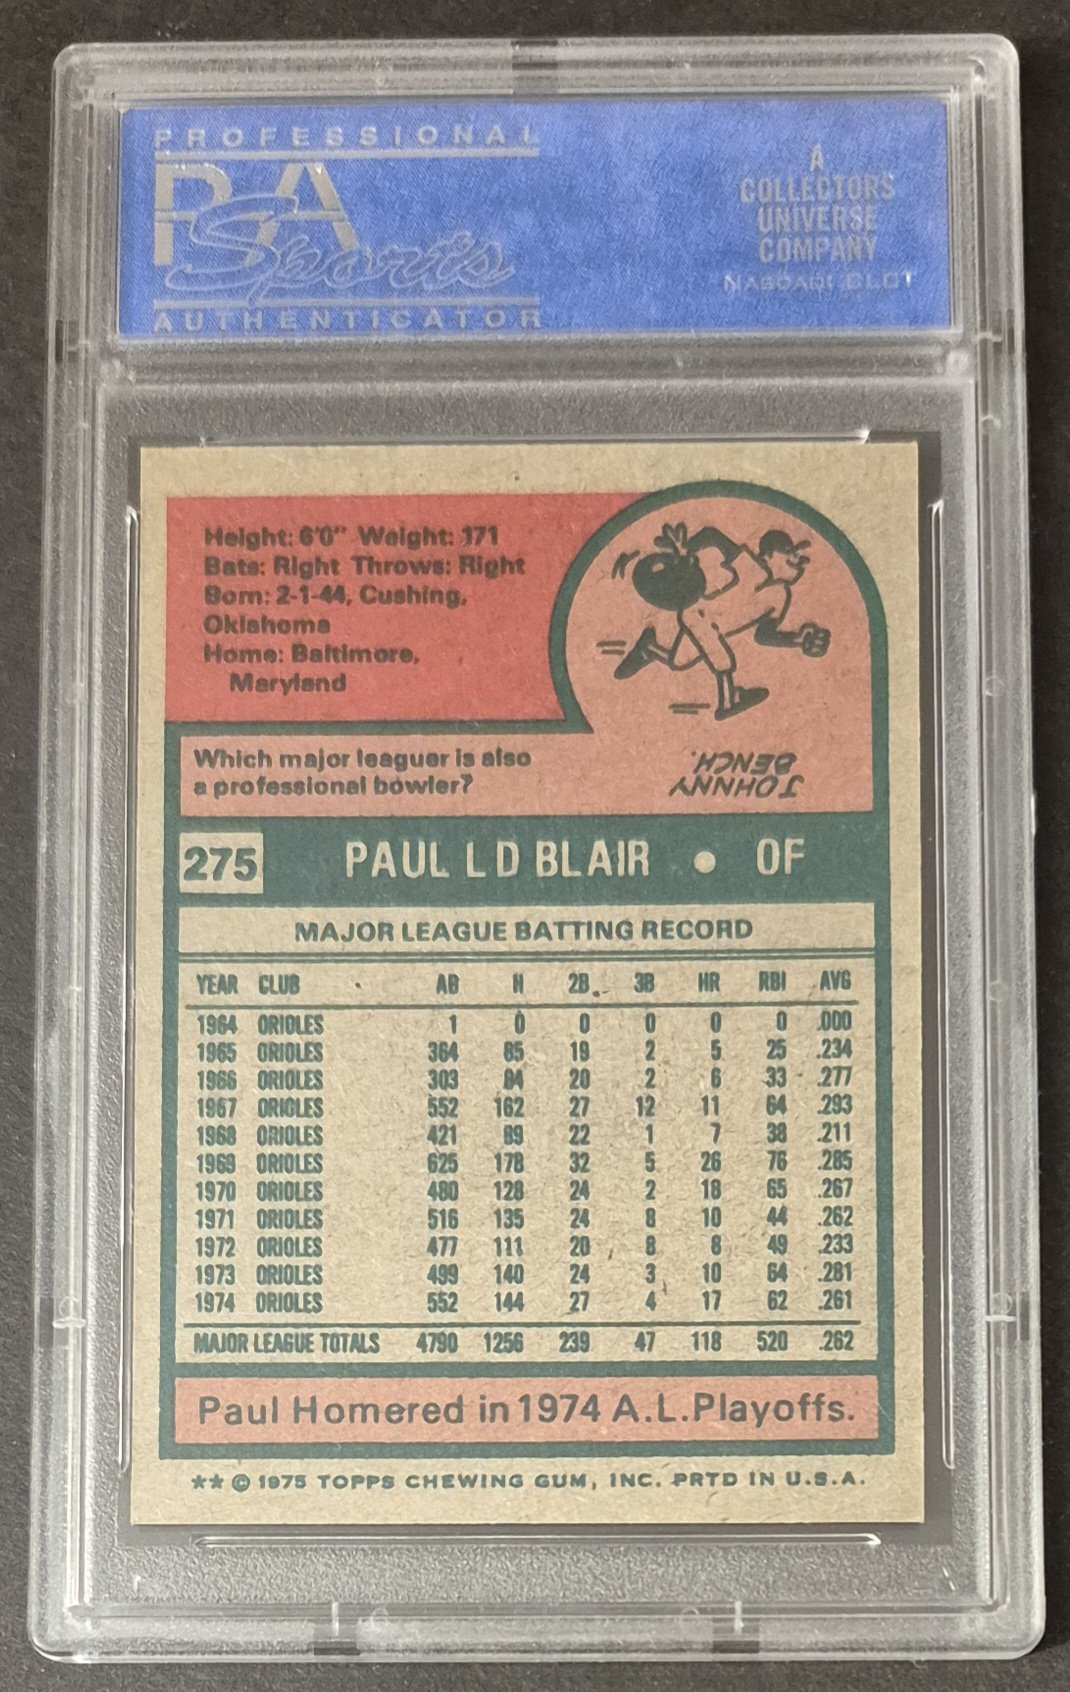 PROFESSIONAL
PSA
Sports
AUTHENTICATOR
A
COLLECTORS
UNIVERSE
COMPANY
NASDAQ: CLCT
Height: 6'0" Weight: 171
Bats: Right Throws: Right
Born: 2-1-44, Cushing,
Oklahoma
Home: Baltimore,
Maryland
Which major leaguer is also
a professional bowler?
JOHNNY
BENCH.
275 PAUL L D BLAIR • OF
MAJOR LEAGUE BATTING RECORD
YEAR CLUB AB H 2B 3B HR RBI AVG
1964 ORIOLES 1 0 0 0 0 0 .000
1965 ORIOLES 364 85 19 2 5 25 .234
1966 ORIOLES 303 84 20 2 6 33 .277
1967 ORIOLES 552 162 27 12 11 64 .293
1968 ORIOLES 421 89 22 1 7 38 .211
1969 ORIOLES 625 178 32 5 26 76 .285
1970 ORIOLES 480 128 24 2 18 65 .267
1971 ORIOLES 516 135 24 8 10 44 .262
1972 ORIOLES 477 111 20 8 8 49 .233
1973 ORIOLES 499 140 24 3 10 64 .281
1974 ORIOLES 552 144 27 4 17 62 .261
MAJOR LEAGUE TOTALS 4790 1256 239 47 118 520 .262
Paul Homered in 1974 A.L. Playoffs.
** © 1975 TOPPS CHEWING GUM, INC. PRTD IN U.S.A.